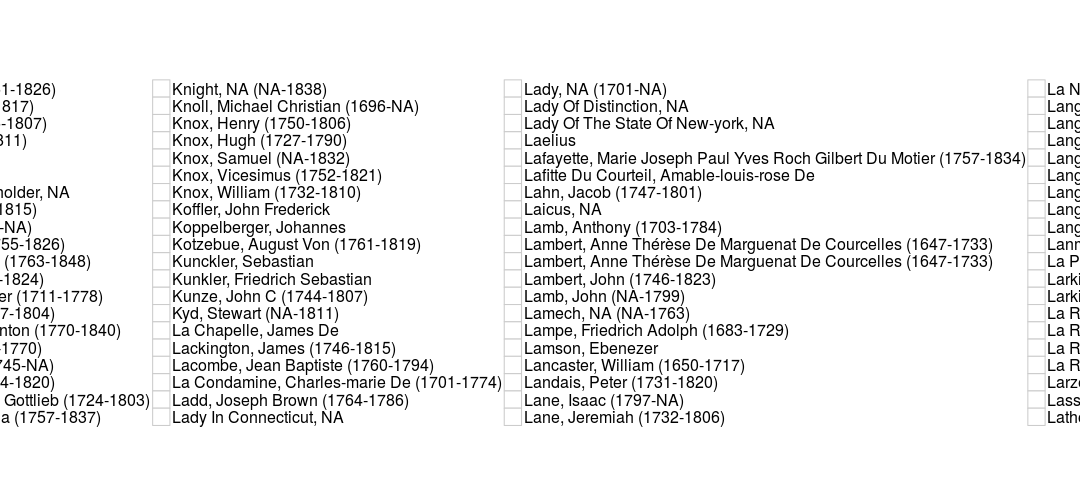 1-1826)
817)
-1807)
811)
holder, NA
1815)
-NA)
55-1826)
(1763-1848)
-1824)
er (1711-1778)
7-1804)
nton (1770-1840)
-1770)
745-NA)
4-1820)
Gottlieb (1724-1803)
a (1757-1837)
Knight, NA (NA-1838)
Knoll, Michael Christian (1696-NA)
Knox, Henry (1750-1806)
Knox, Hugh (1727-1790)
Knox, Samuel (NA-1832)
Knox, Vicesimus (1752-1821)
Knox, William (1732-1810)
Koffler, John Frederick
Koppelberger, Johannes
Kotzebue, August Von (1761-1819)
Kunckler, Sebastian
Kunkler, Friedrich Sebastian
Kunze, John C (1744-1807)
Kyd, Stewart (NA-1811)
La Chapelle, James De
Lackington, James (1746-1815)
Lacombe, Jean Baptiste (1760-1794)
La Condamine, Charles-marie De (1701-1774)
Ladd, Joseph Brown (1764-1786)
Lady In Connecticut, NA
Lady, NA (1701-NA)
Lady Of Distinction, NA
Lady Of The State Of New-york, NA
Laelius
Lafayette, Marie Joseph Paul Yves Roch Gilbert Du Motier (1757-1834)
Lafitte Du Courteil, Amable-louis-rose De
Lahn, Jacob (1747-1801)
Laicus, NA
Lamb, Anthony (1703-1784)
Lambert, Anne Thérèse De Marguenat De Courcelles (1647-1733)
Lambert, Anne Thérèse De Marguenat De Courcelles (1647-1733)
Lambert, John (1746-1823)
Lamb, John (NA-1799)
Lamech, NA (NA-1763)
Lampe, Friedrich Adolph (1683-1729)
Lamson, Ebenezer
Lancaster, William (1650-1717)
Landais, Peter (1731-1820)
Lane, Isaac (1797-NA)
Lane, Jeremiah (1732-1806)
La N
Lang
Lang
Lang
Lang
Lang
Lang
Lang
Lang
Lann
La P
Larki
Larki
La R
La R
La R
La R
Larz
Lass
Lath